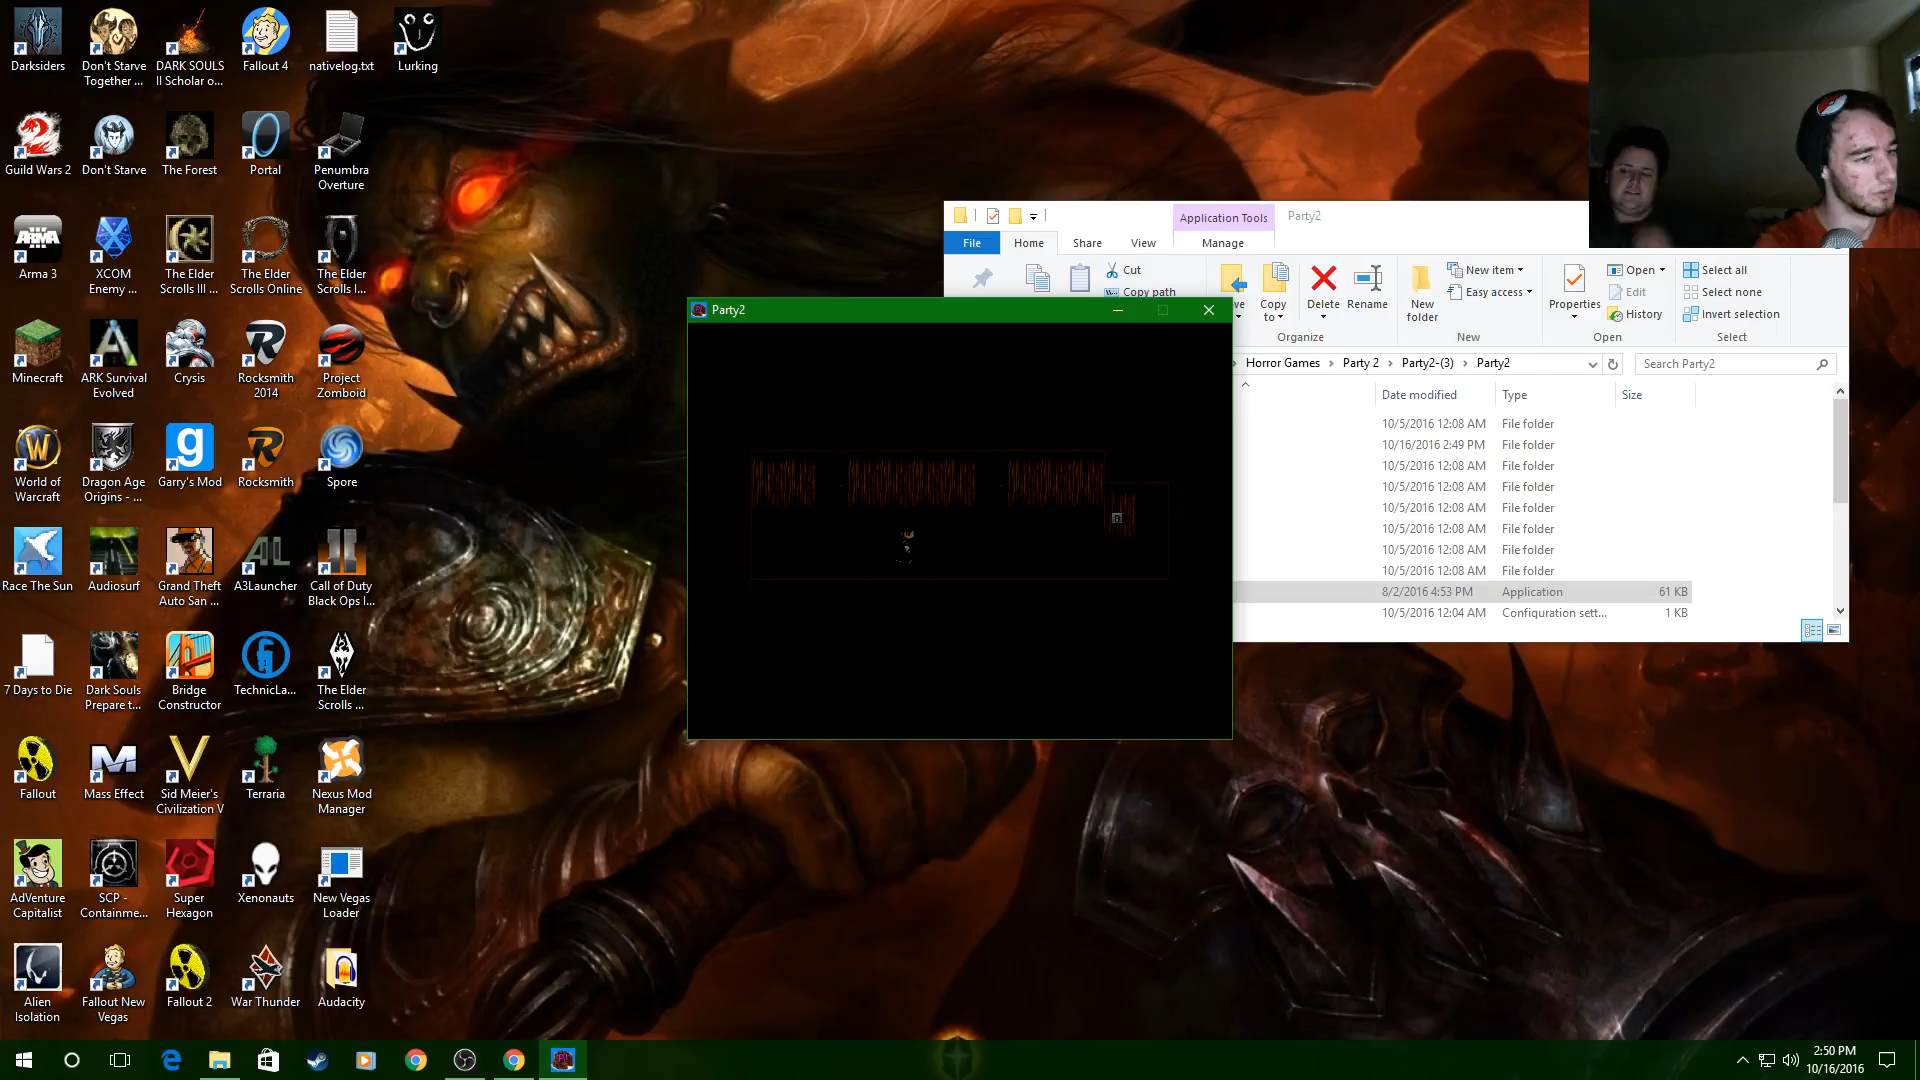 Darksiders
Don't Starve
Together ...
DARK SOULS
II Scholar o...
Fallout 4
nativelog.txt
Lurking
Guild Wars 2
Don't Starve
The Forest
Portal
Penumbra
Overture
Arma 3
XCOM
Enemy ...
The Elder
Scrolls III ...
The Elder
Scrolls Online
The Elder
Scrolls I...
Minecraft
ARK Survival
Evolved
Crysis
Rocksmith
2014
Project
Zomboid
World of
Warcraft
Dragon Age
Origins - ...
Garry's Mod
Rocksmith
Spore
Race The Sun
Audiosurf
Grand Theft
Auto San ...
A3Launcher
Call of Duty
Black Ops I...
7 Days to Die
Dark Souls
Prepare t...
Bridge
Constructor
TechnicLa...
The Elder
Scrolls ...
Fallout
Mass Effect
Sid Meier's
Civilization V
Terraria
Nexus Mod
Manager
AdVenture
Capitalist
SCP -
Containme...
Super
Hexagon
Xenonauts
New Vegas
Loader
Alien
Isolation
Fallout New
Vegas
Fallout 2
War Thunder
Audacity
Application Tools
Party2
File
Home
Share
View
Manage
Cut
Copy path
Copy
to
Delete
Rename
Organize
New
folder
New item
Easy access
New
Properties
Open
Edit
History
Open
Select all
Select none
Invert selection
Select
Horror Games > Party 2 > Party2-(3) > Party2
Search Party2
Date modified Type Size
10/5/2016 12:08 AM File folder
10/16/2016 2:49 PM File folder
10/5/2016 12:08 AM File folder
10/5/2016 12:08 AM File folder
10/5/2016 12:08 AM File folder
10/5/2016 12:08 AM File folder
10/5/2016 12:08 AM File folder
10/5/2016 12:08 AM File folder
8/2/2016 4:53 PM Application 61 KB
10/5/2016 12:04 AM Configuration sett... 1 KB
Party2
2:50 PM
10/16/2016